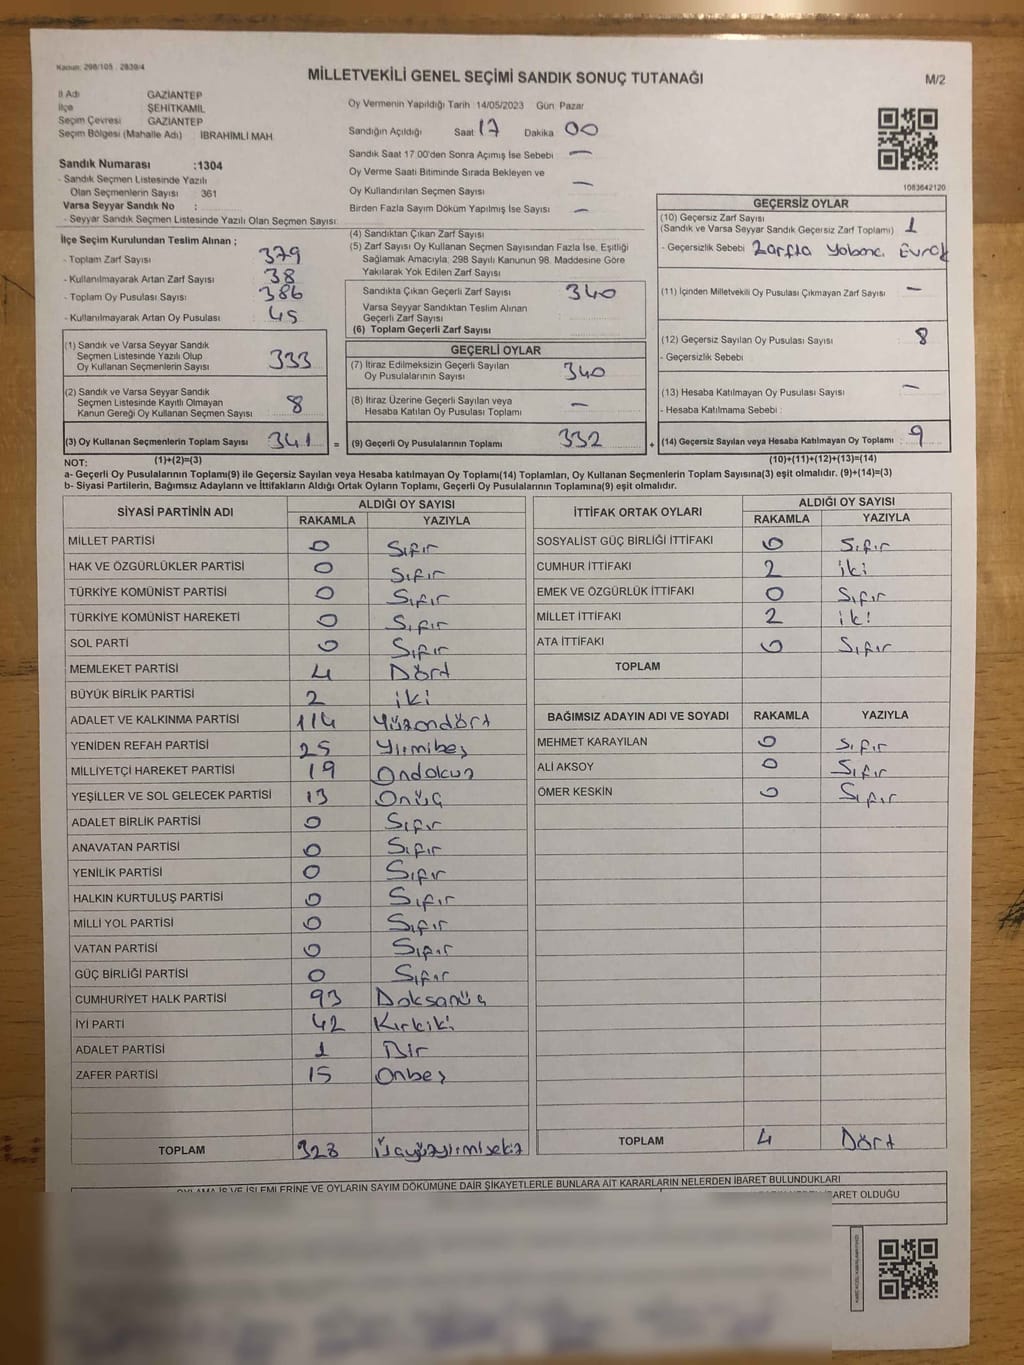 Kanun: 298/105 - 2839/4
MİLLETVEKİLİ GENEL SEÇİMİ SANDIK SONUÇ TUTANAĞI
M/2
İl Adı GAZİANTEP
İlçe ŞEHİTKAMİL
Seçim Çevresi GAZİANTEP
Seçim Bölgesi (Mahalle Adı) İBRAHİMLİ MAH.
Sandık Numarası :1304
- Sandık Seçmen Listesinde Yazılı
Olan Seçmenlerin Sayısı 361
Varsa Seyyar Sandık No :
- Seyyar Sandık Seçmen Listesinde Yazılı Olan Seçmen Sayısı:
Oy Vermenin Yapıldığı Tarih 14/05/2023 Gün Pazar
Sandığın Açıldığı Saat 17 Dakika 00
Sandık Saat 17.00'den Sonra Açımış İse Sebebi —
Oy Verme Saati Bitiminde Sırada Bekleyen ve
Oy Kullandırılan Seçmen Sayısı —
Birden Fazla Sayım Döküm Yapılmış İse Sayısı —
1083642120
İlçe Seçim Kurulundan Teslim Alınan ;
- Toplam Zarf Sayısı 379
- Kullanılmayarak Artan Zarf Sayısı 38
- Toplam Oy Pusulası Sayısı 386
- Kullanılmayarak Artan Oy Pusulası 45
(1) Sandık ve Varsa Seyyar Sandık
Seçmen Listesinde Yazılı Olup
Oy Kullanan Seçmenlerin Sayısı 333
(2) Sandık ve Varsa Seyyar Sandık
Seçmen Listesinde Kayıtlı Olmayan
Kanun Gereği Oy Kullanan Seçmen Sayısı 8
(3) Oy Kullanan Seçmenlerin Toplam Sayısı 341 =
(4) Sandıktan Çıkan Zarf Sayısı
(5) Zarf Sayısı Oy Kullanan Seçmen Sayısından Fazla İse, Eşitliği
Sağlamak Amacıyla, 298 Sayılı Kanunun 98. Maddesine Göre
Yakılarak Yok Edilen Zarf Sayısı
Sandıkta Çıkan Geçerli Zarf Sayısı 340
Varsa Seyyar Sandıktan Teslim Alınan
Geçerli Zarf Sayısı
(6) Toplam Geçerli Zarf Sayısı
GEÇERLİ OYLAR
(7) İtiraz Edilmeksizin Geçerli Sayılan
Oy Pusulalarının Sayısı 340
(8) İtiraz Üzerine Geçerli Sayılan veya
Hesaba Katılan Oy Pusulası Toplamı —
(9) Geçerli Oy Pusulalarının Toplamı 332 +
GEÇERSİZ OYLAR
(10) Geçersiz Zarf Sayısı
(Sandık ve Varsa Seyyar Sandık Geçersiz Zarf Toplamı) 1
- Geçersizlik Sebebi Zarfta Yabancı Evrak
(11) İçinden Milletvekili Oy Pusulası Çıkmayan Zarf Sayısı —
(12) Geçersiz Sayılan Oy Pusulası Sayısı 8
- Geçersizlik Sebebi
(13) Hesaba Katılmayan Oy Pusulası Sayısı —
- Hesaba Katılmama Sebebi :
(14) Geçersiz Sayılan veya Hesaba Katılmayan Oy Toplamı 9
NOT: (1)+(2)=(3) (10)+(11)+(12)+(13)=(14)
a- Geçerli Oy Pusulalarının Toplamı(9) ile Geçersiz Sayılan veya Hesaba katılmayan Oy Toplamı(14) Toplamları, Oy Kullanan Seçmenlerin Toplam Sayısına(3) eşit olmalıdır. (9)+(14)=(3)
b- Siyasi Partilerin, Bağımsız Adayların ve İttifakların Aldığı Ortak Oyların Toplamı, Geçerli Oy Pusulalarının Toplamına(9) eşit olmalıdır.
SİYASİ PARTİNİN ADI ALDIĞI OY SAYISI
RAKAMLA YAZIYLA
MİLLET PARTİSİ 0 Sıfır
HAK VE ÖZGÜRLÜKLER PARTİSİ 0 Sıfır
TÜRKİYE KOMÜNİST PARTİSİ 0 Sıfır
TÜRKİYE KOMÜNİST HAREKETİ 0 Sıfır
SOL PARTİ 0 Sıfır
MEMLEKET PARTİSİ 4 Dört
BÜYÜK BİRLİK PARTİSİ 2 iki
ADALET VE KALKINMA PARTİSİ 114 Yüzondört
YENİDEN REFAH PARTİSİ 25 Yirmibeş
MİLLİYETÇİ HAREKET PARTİSİ 19 Ondokuz
YEŞİLLER VE SOL GELECEK PARTİSİ 13 Onüç
ADALET BİRLİK PARTİSİ 0 Sıfır
ANAVATAN PARTİSİ 0 Sıfır
YENİLİK PARTİSİ 0 Sıfır
HALKIN KURTULUŞ PARTİSİ 0 Sıfır
MİLLİ YOL PARTİSİ 0 Sıfır
VATAN PARTİSİ 0 Sıfır
GÜÇ BİRLİĞİ PARTİSİ 0 Sıfır
CUMHURİYET HALK PARTİSİ 93 Doksanüç
İYİ PARTİ 42 Kırkiki
ADALET PARTİSİ 1 Bir
ZAFER PARTİSİ 15 Onbeş
TOPLAM 328 Üçyüzyirmisekiz
İTTİFAK ORTAK OYLARI ALDIĞI OY SAYISI
RAKAMLA YAZIYLA
SOSYALİST GÜÇ BİRLİĞİ İTTİFAKI 0 Sıfır
CUMHUR İTTİFAKI 2 iki
EMEK VE ÖZGÜRLÜK İTTİFAKI 0 Sıfır
MİLLET İTTİFAKI 2 iki
ATA İTTİFAKI 0 Sıfır
TOPLAM
BAĞIMSIZ ADAYIN ADI VE SOYADI RAKAMLA YAZIYLA
MEHMET KARAYILAN 0 Sıfır
ALİ AKSOY 0 Sıfır
ÖMER KESKİN 0 Sıfır
TOPLAM 4 Dört
OYLAMA İŞ VE İŞLEMLERİNE VE OYLARIN SAYIM DÖKÜMÜNE DAİR ŞİKAYETLERLE BUNLARA AİT KARARLARIN NELERDEN İBARET BULUNDUKLARI
OLDUĞU